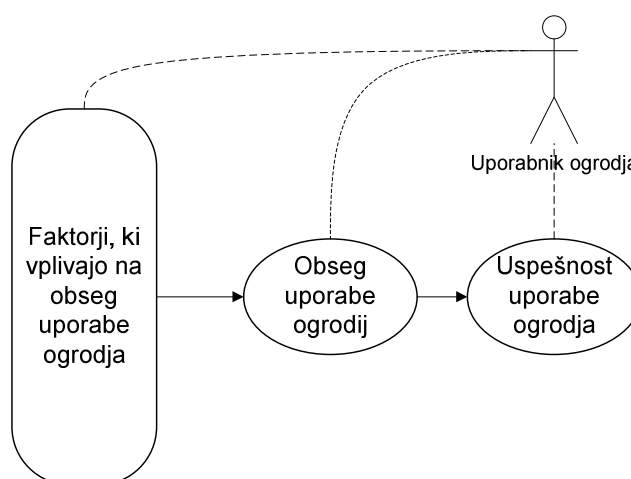 Uporabnik ogrodja
Faktorji, ki
vplivajo na
obseg
uporabe
ogrodja
Obseg
uporabe
ogrodij
Uspešnost
uporabe
ogrodja